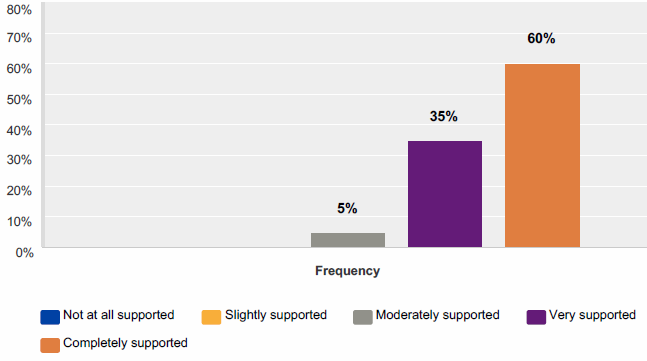 80%
70%
60%
50%
40%
30%
20%
10%
0%
5%
35%
60%
Frequency
Not at all supported
Slightly supported
Moderately supported
Very supported
Completely supported